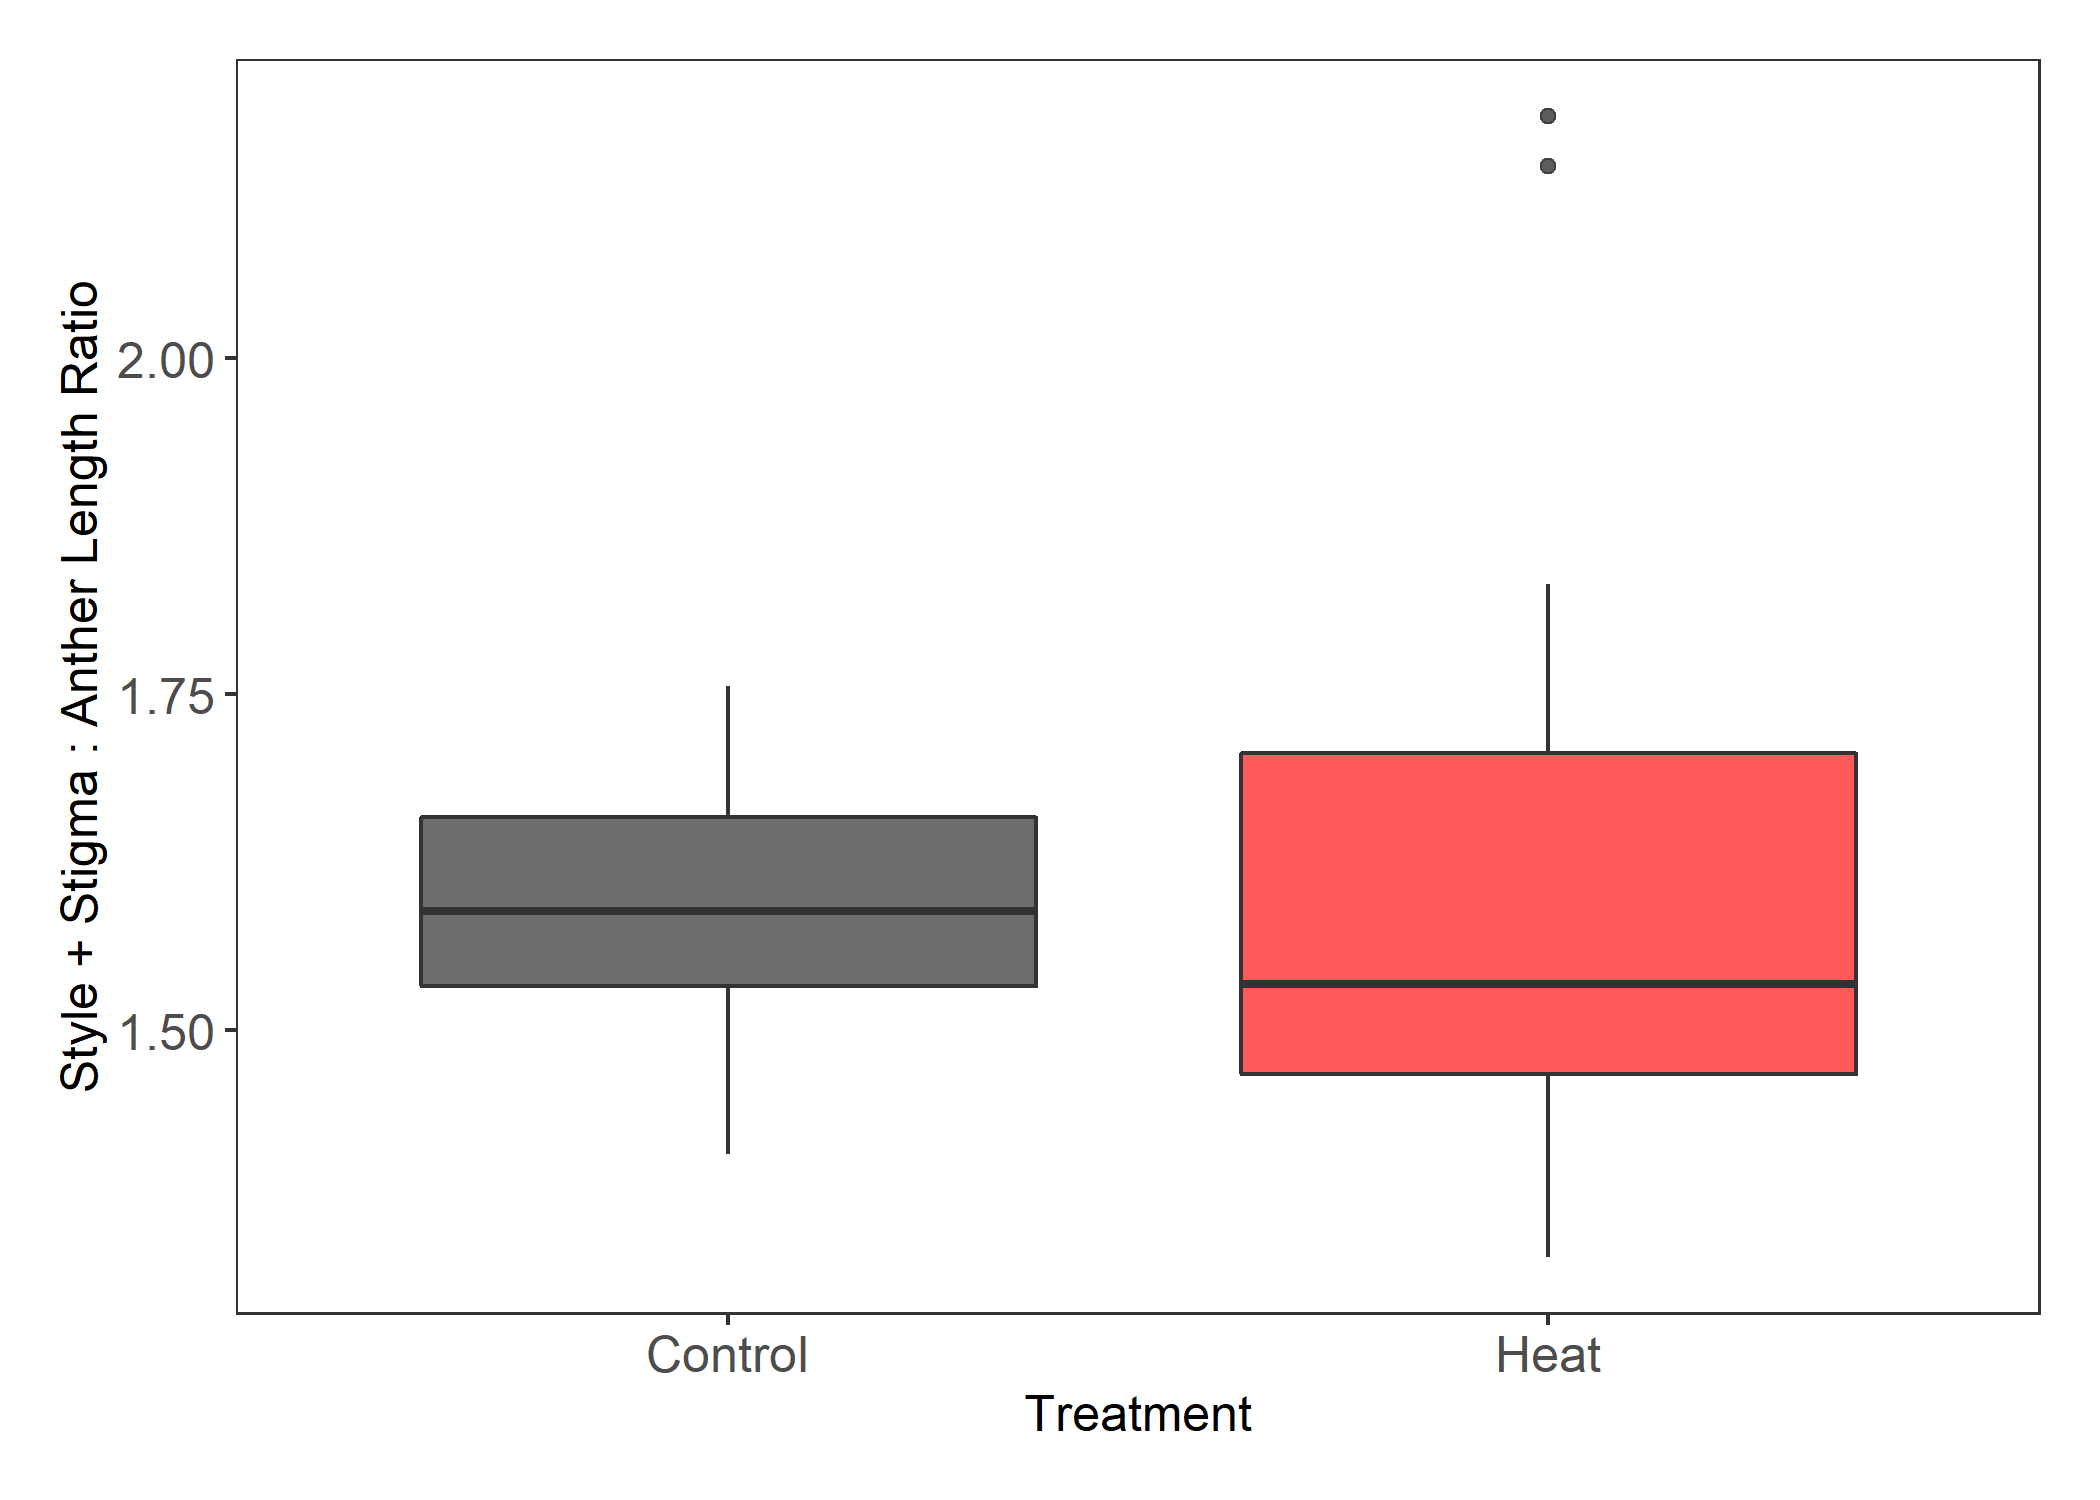 Style + Stigma : Anther Length Ratio
2.00
1.75
1.50
Control
Heat
Treatment